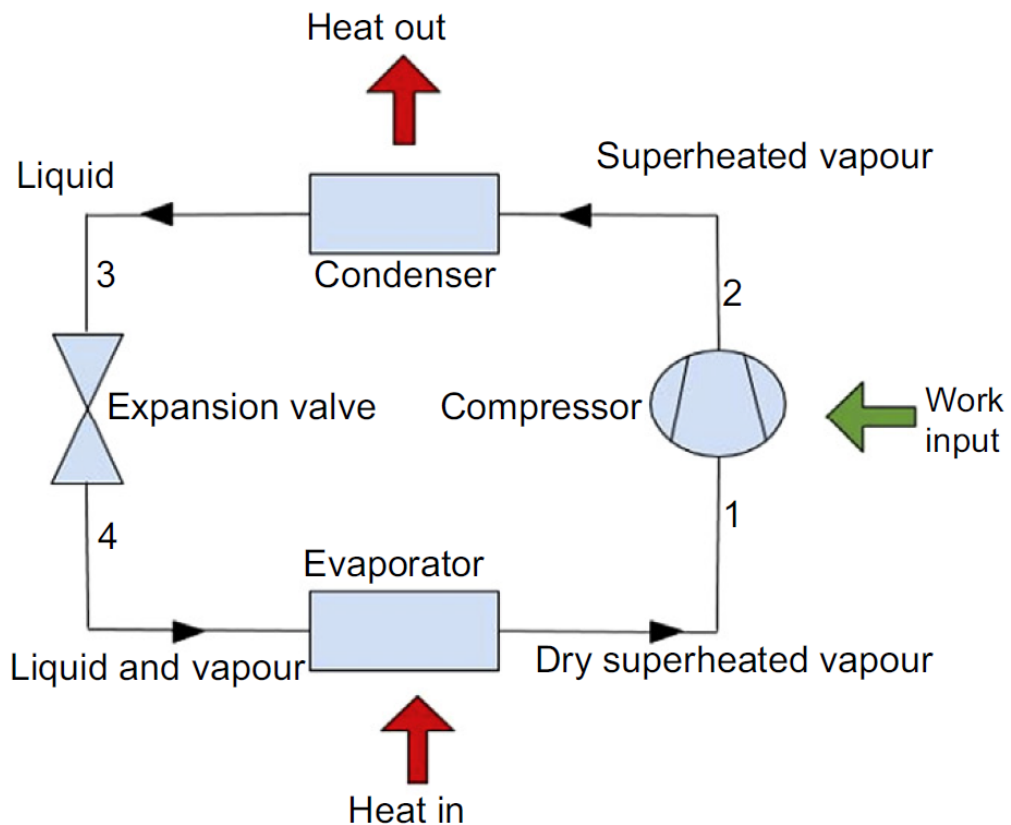 Heat out
Superheated vapour
Liquid
Condenser
3
2
Expansion valve
Compressor
Work
input
1
4
Evaporator
Liquid and vapour
Dry superheated vapour
Heat in